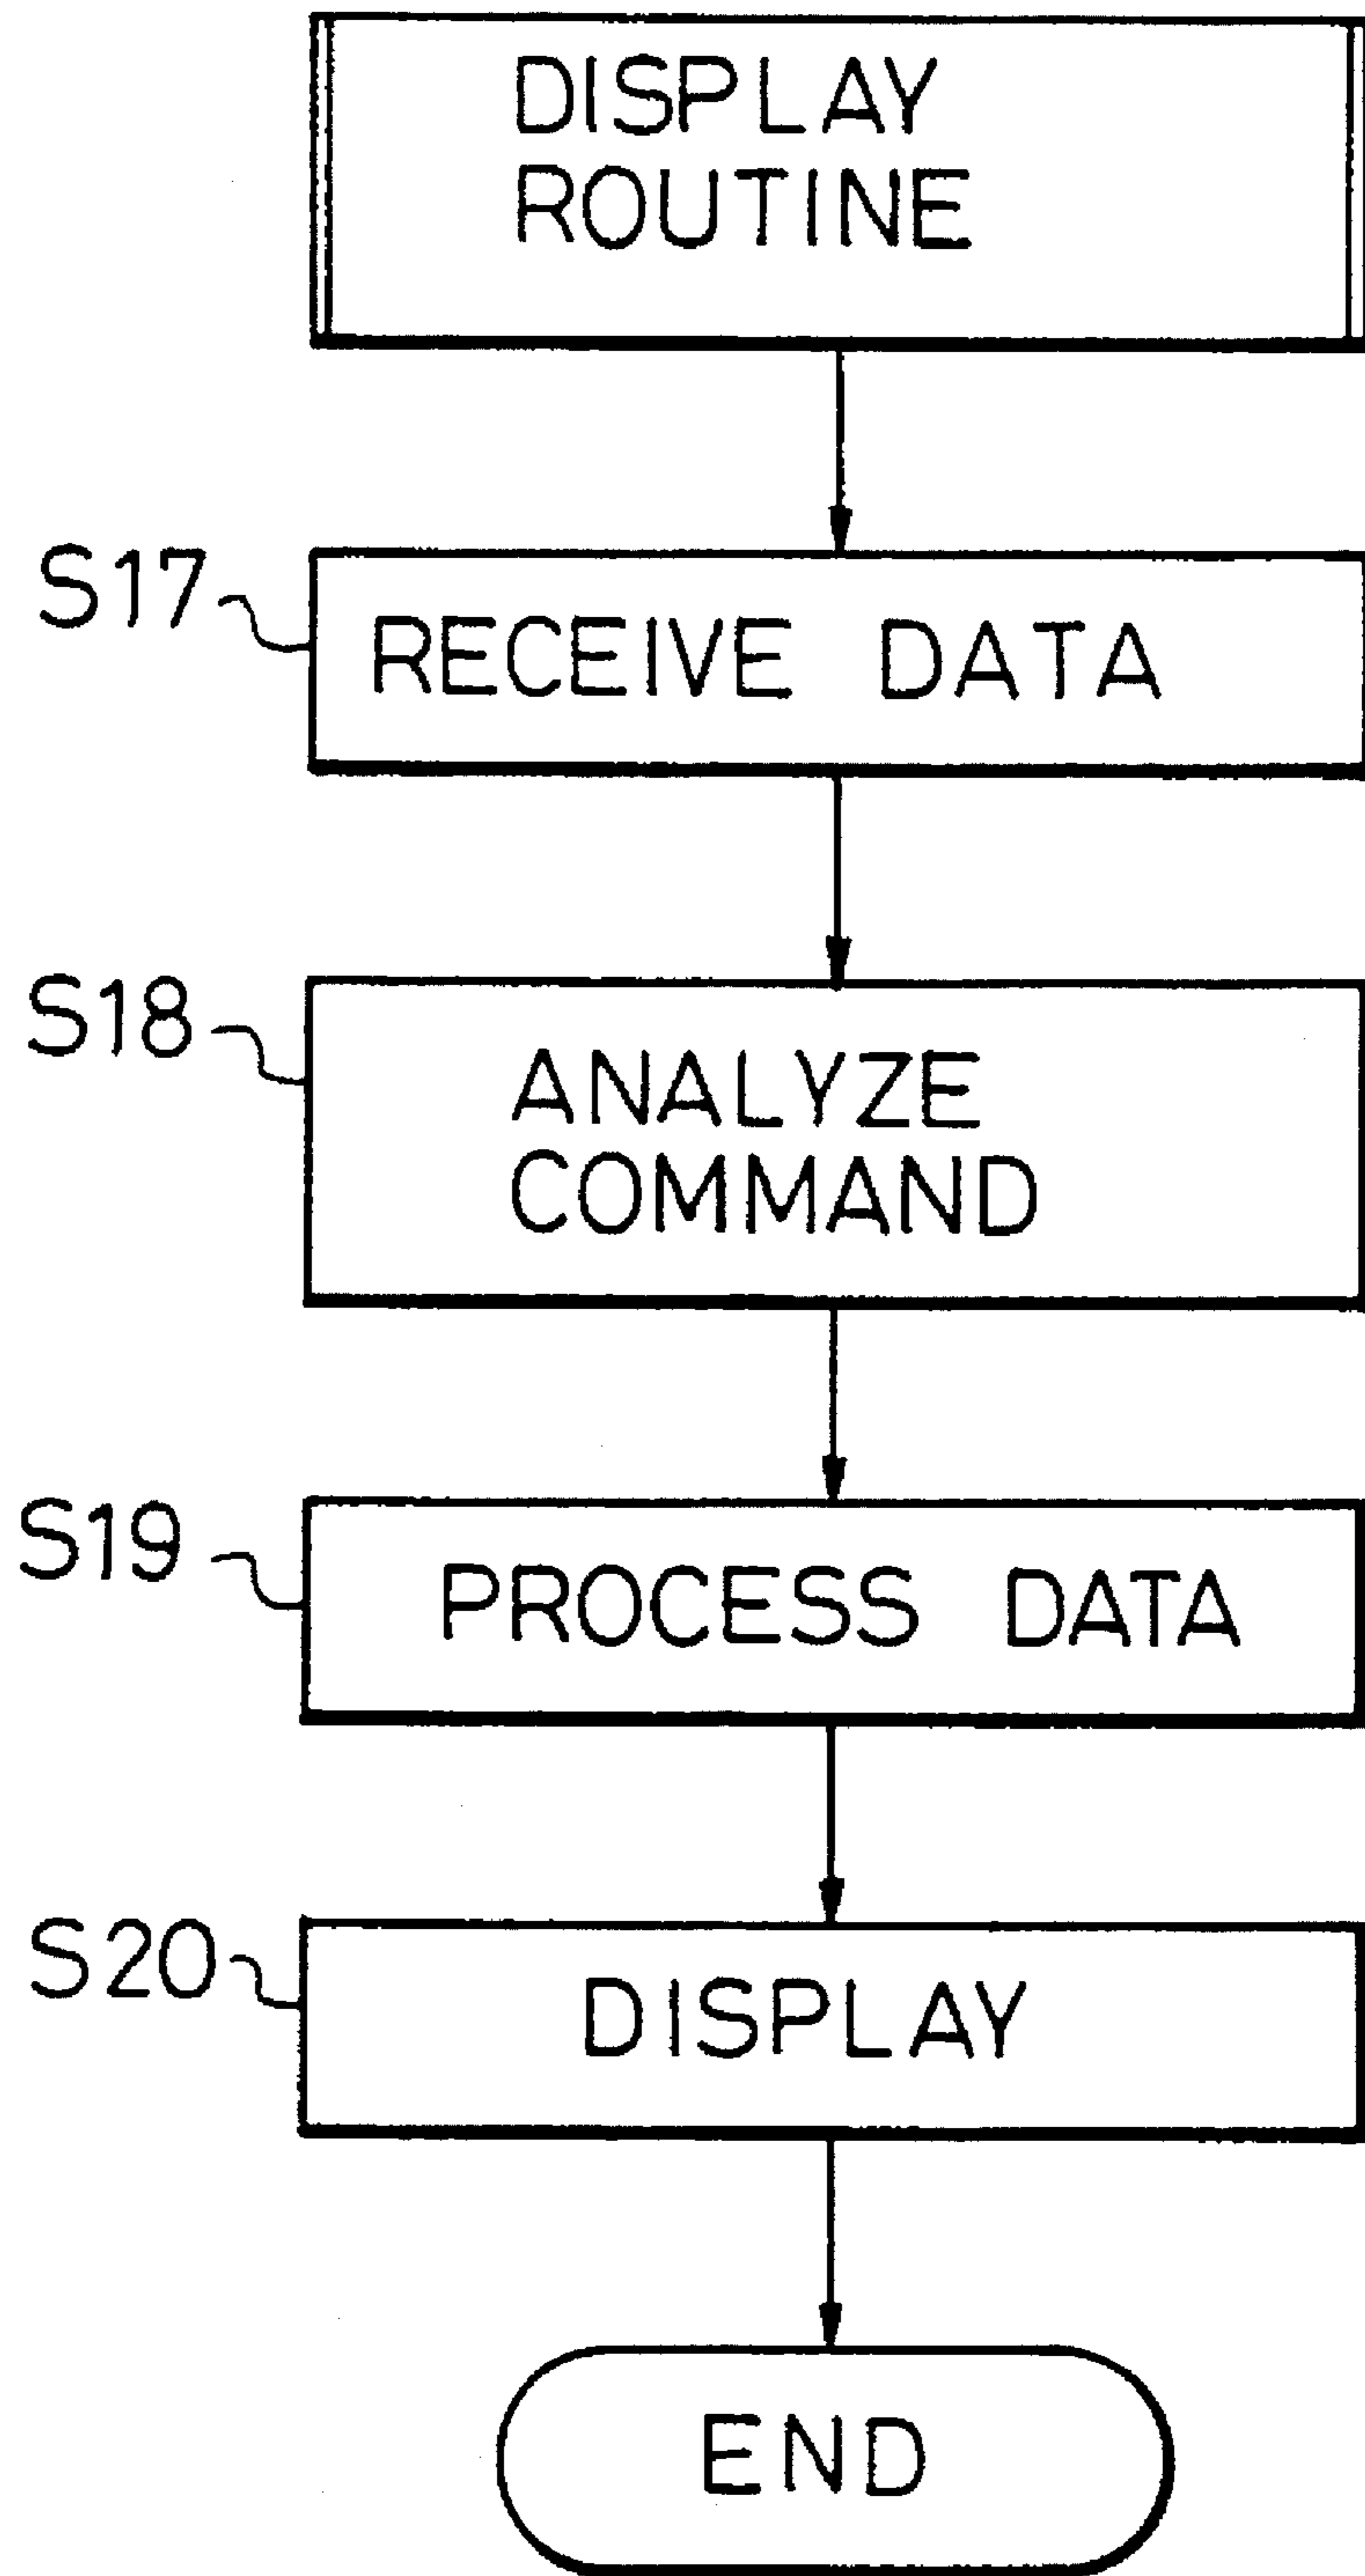 DISPLAY
ROUTINE
S17
RECEIVE DATA
S18
ANALYZE
COMMAND
S19
PROCESS DATA
S20
DISPLAY
END